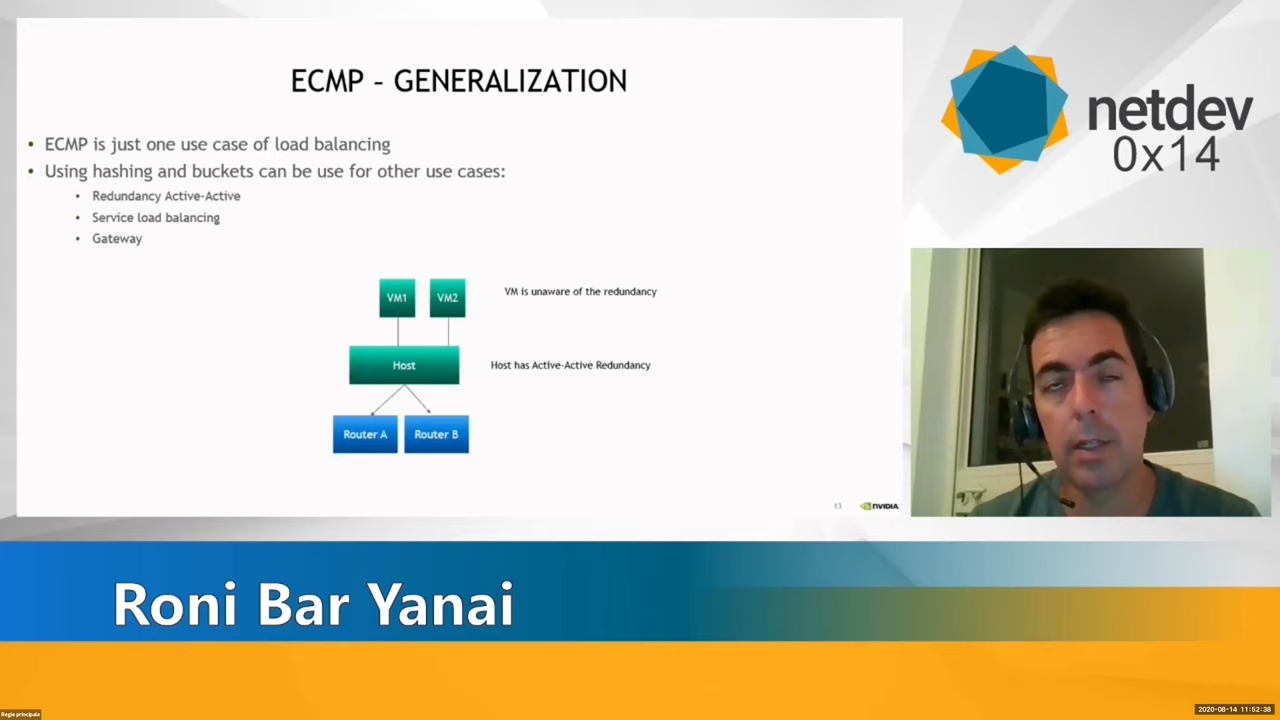 ECMP – GENERALIZATION
• ECMP is just one use case of load balancing
• Using hashing and buckets can be use for other use cases:
• Redundancy Active-Active
• Service load balancing
• Gateway
VM1 VM2 VM is unaware of the redundancy
Host Host has Active-Active Redundancy
Router A Router B
13 NVIDIA
netdev
0x14
Roni Bar Yanai
Regie principale
2020-08-14 11:52:38